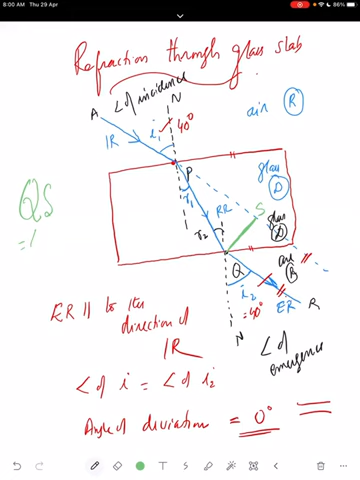 8:00 AM Thu 29 Apr
Refraction through glass slab
∠ of incidence
A
N
air R
i₁ 40°
IR
P
glass D
r₁
RR
S
r₂
glass D
QS
=
Q
air R
i₂
=40°
ER
R
N
∠ of emergence
ER || to the direction of IR
∠ of i = ∠ of i₂
Angle of deviation = 0°